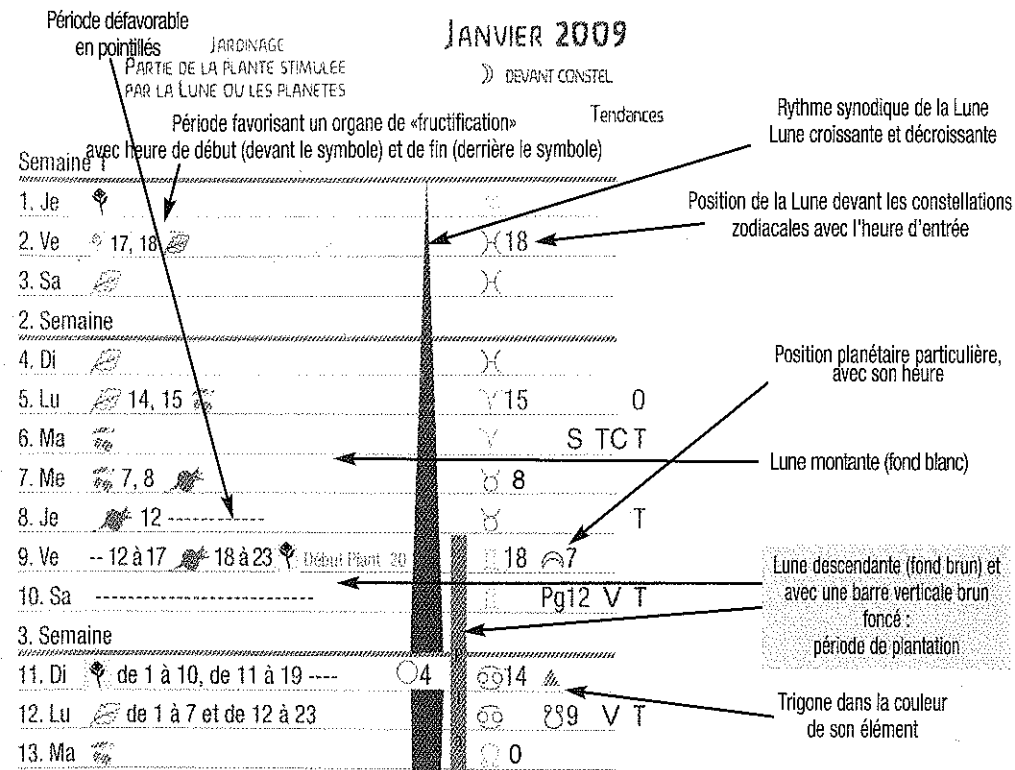 Période défavorable
en pointillés
JARDINAGE
PARTIE DE LA PLANTE STIMULEE
PAR LA LUNE OU LES PLANETES
JANVIER 2009
DEVANT CONSTEL
Tendances
Période favorisant un organe de «fructification»
avec heure de début (devant le symbole) et de fin (derrière le symbole)
Rythme synodique de la Lune
Lune croissante et décroissante
Position de la Lune devant les constellations
zodiacales avec l'heure d'entrée
Position planétaire particulière,
avec son heure
Lune montante (fond blanc)
Lune descendante (fond brun) et
avec une barre verticale brun
foncé :
période de plantation
Trigone dans la couleur
de son élément
Semaine 1
1. Je
2. Ve 17, 18 ♓18
3. Sa ♓
2. Semaine
4. Di ♓
5. Lu 14, 15 ♈15 0
6. Ma ♈ S TC T
7. Me 7, 8 ♉ 8
8. Je 12 ------------- ♉ T
9. Ve -- 12 à 17 18 à 23 Début Plant. 20 ♊ 18 7
10. Sa ---------------------- ♊ Pg12 V T
3. Semaine
11. Di de 1 à 10, de 11 à 19 ---- ○4 ♋14
12. Lu de 1 à 7 et de 12 à 23 ♋ ☋9 V T
13. Ma ♌ 0